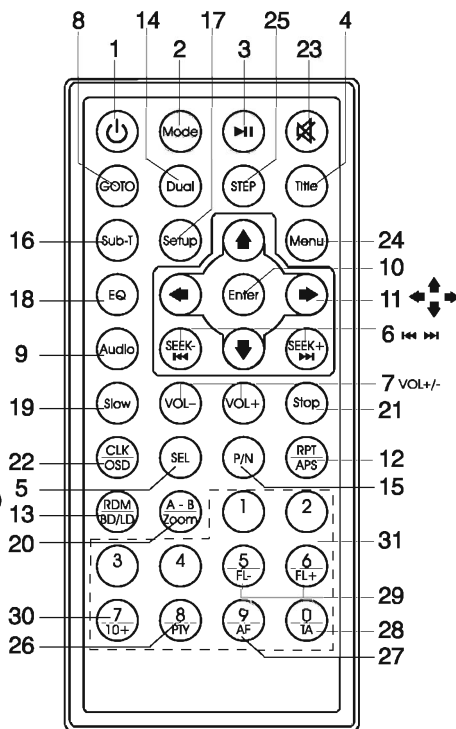 8 14 17 25 4
1 2 3 23
Mode
GOTO Dual STEP Title
Sub-T Setup Menu
16 24
10
EQ Enter
18 11
6
Audio SEEK- SEEK+
9
7 VOL+/-
Slow VOL- VOL+ Stop
19 21
CLK OSD SEL P/N RPT APS
22 12
5 15
RDM BD/LD A - B Zoom 1 2
13
20 31
3 4 5 FL- 6 FL+
29
30 7 10+ 8 PTY 9 AF 0 TA
26 28
27